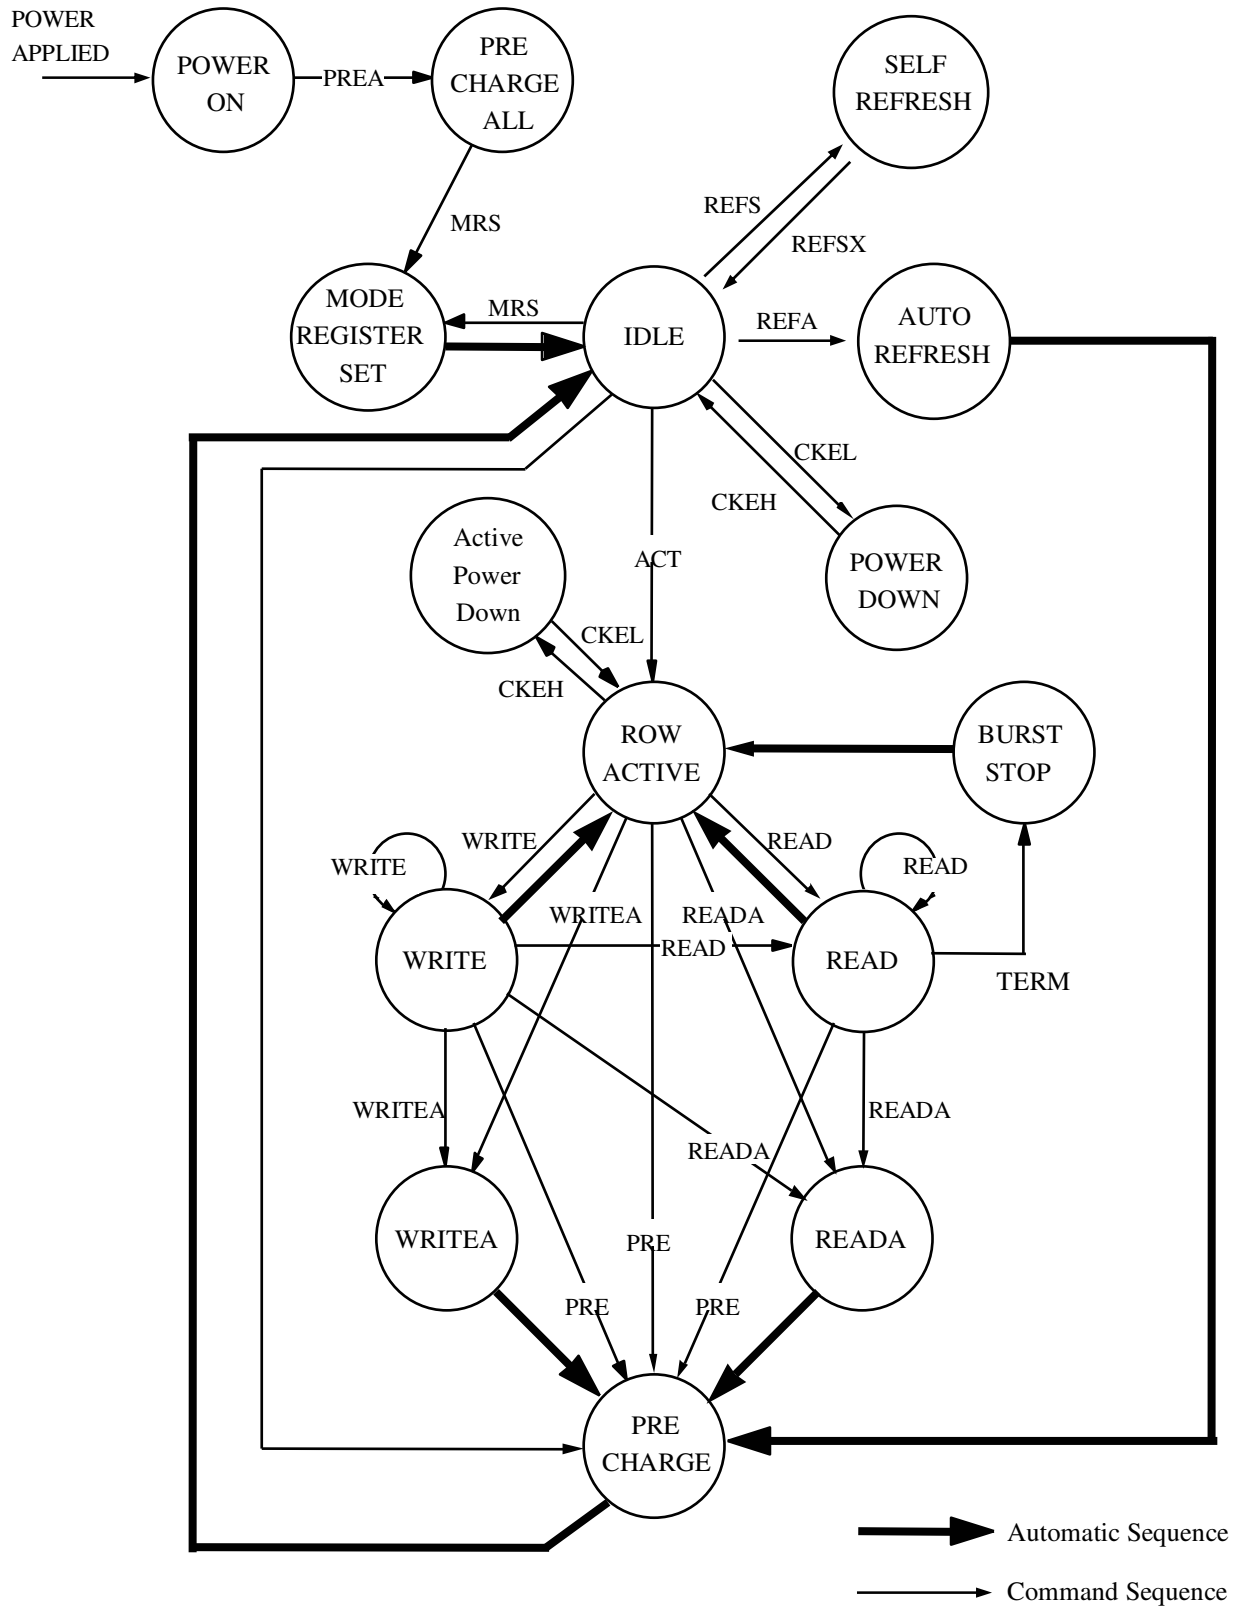 POWER
APPLIED
POWER
ON
PREA
PRE
CHARGE
ALL
SELF
REFRESH
MRS
REFS
REFSX
MODE
REGISTER
SET
MRS
IDLE
REFA
AUTO
REFRESH
CKEL
CKEH
ACT
POWER
DOWN
Active
Power
Down
CKEL
CKEH
ROW
ACTIVE
BURST
STOP
WRITE
WRITE
READ
READ
WRITEA
READA
READ
WRITE
READ
TERM
WRITEA
READA
READA
WRITEA
READA
PRE
PRE
PRE
PRE
CHARGE
Automatic Sequence
Command Sequence